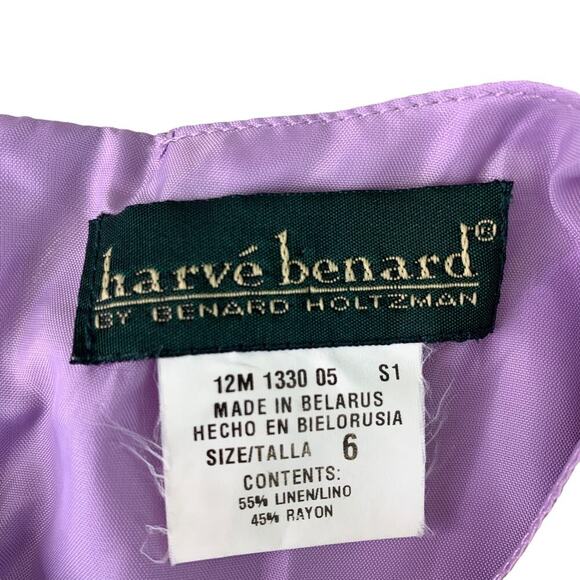 harvé benard®
BY BENARD HOLTZMAN
12M 1330 05 S1
MADE IN BELARUS
HECHO EN BIELORUSIA
SIZE/TALLA 6
CONTENTS:
55% LINEN/LINO
45% RAYON